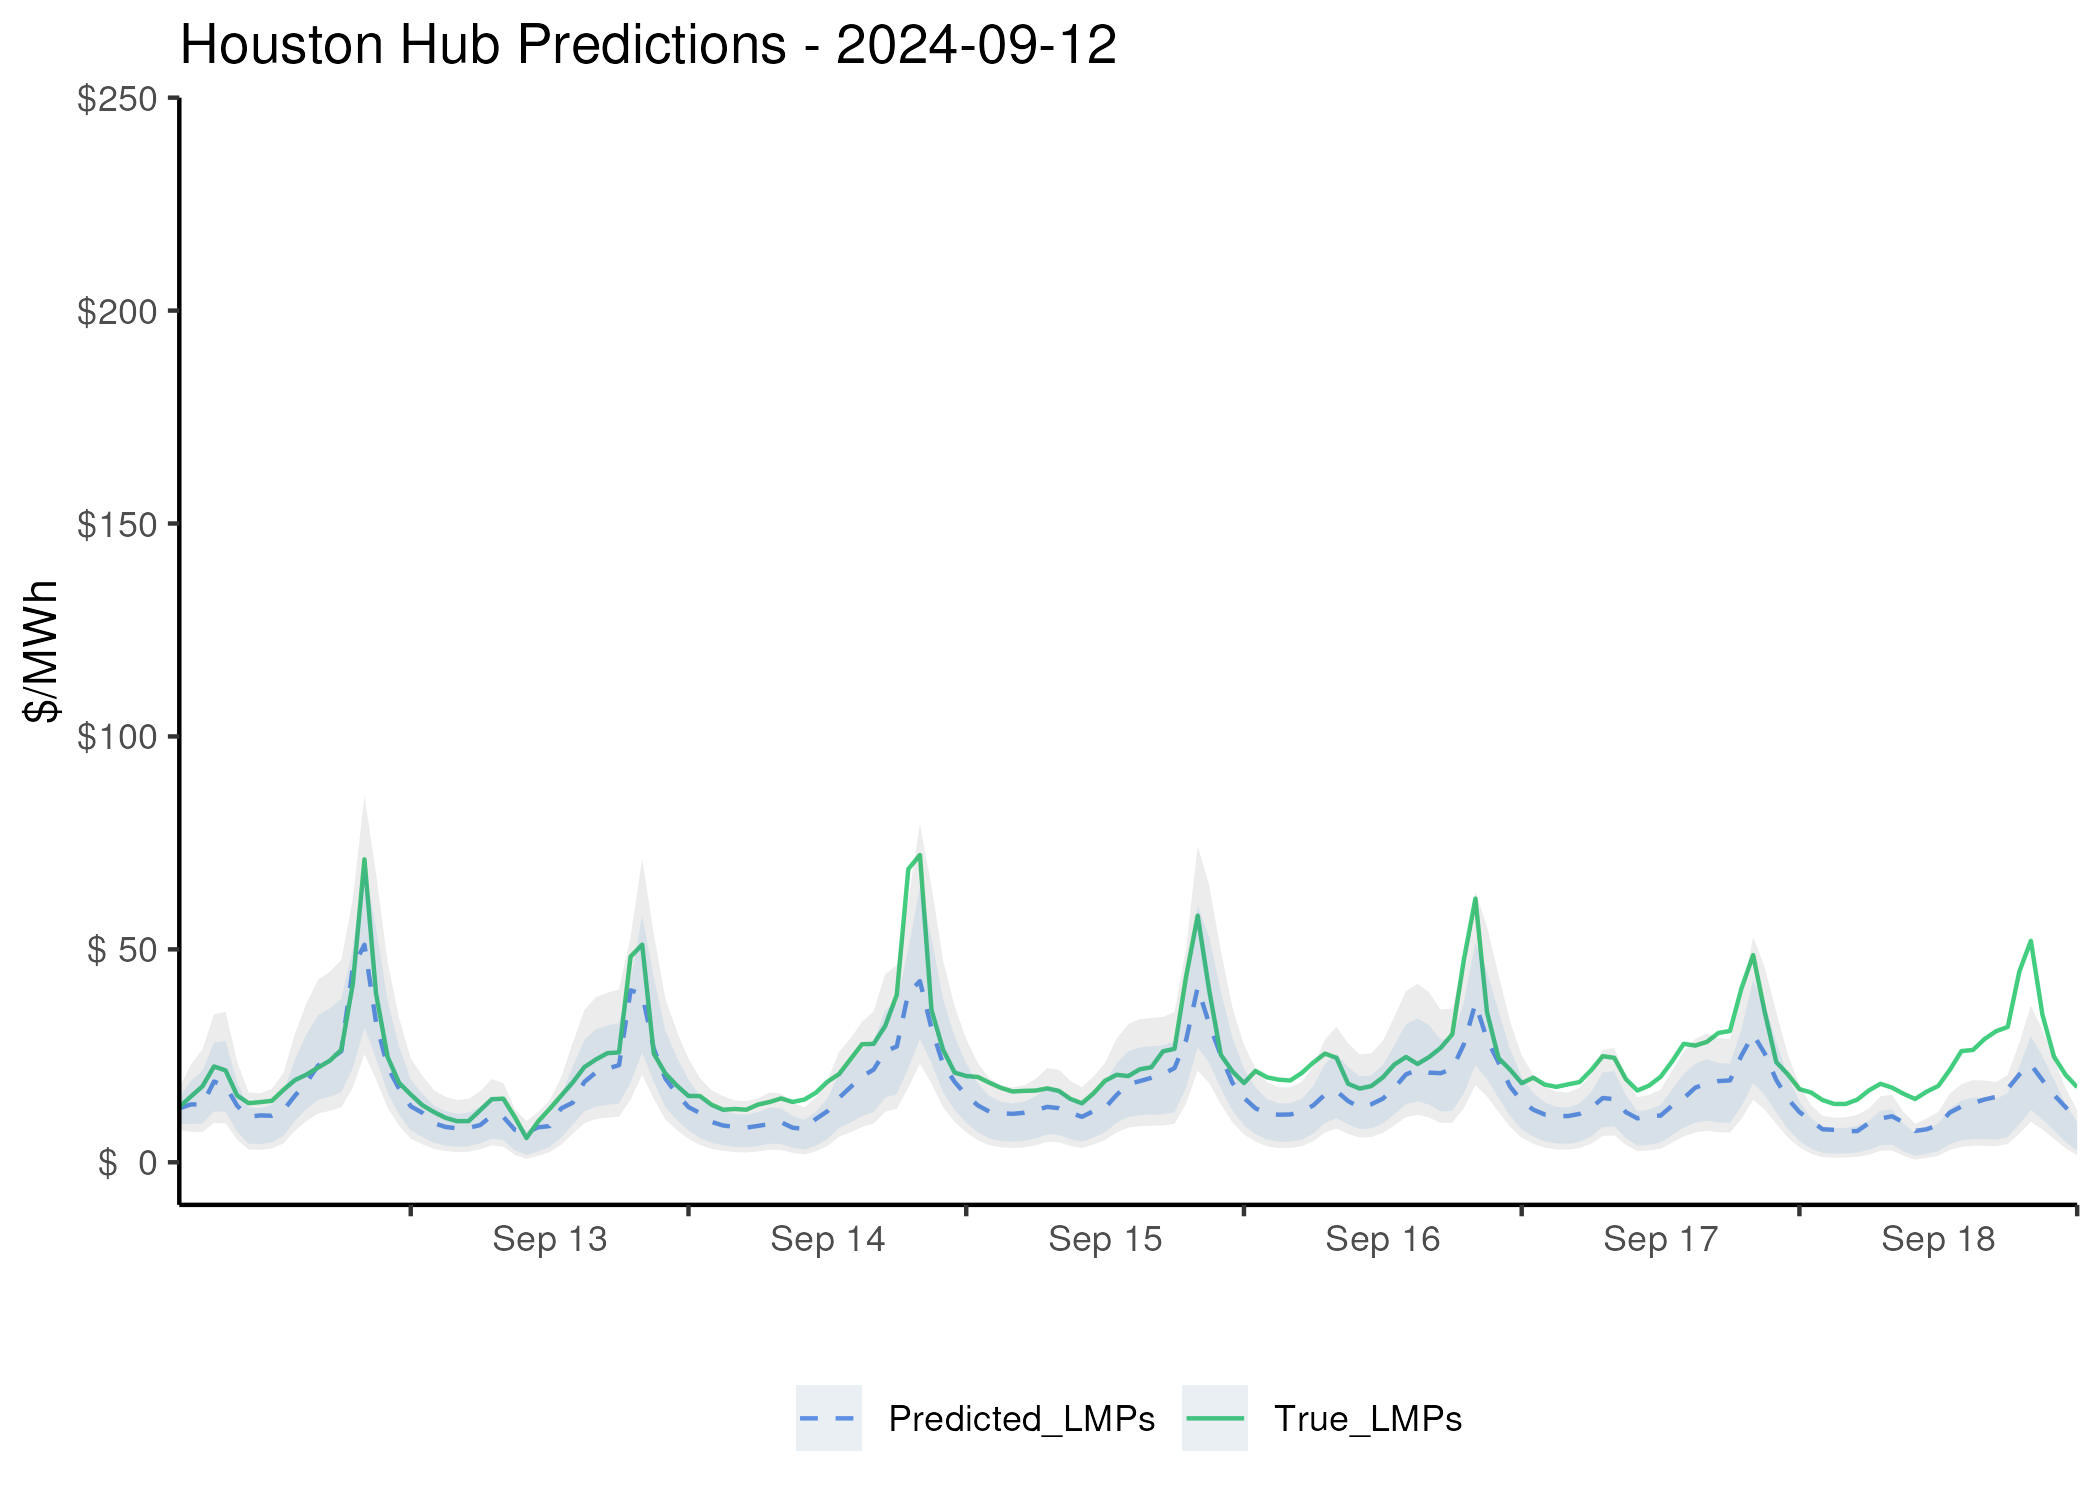 Houston Hub Predictions - 2024-09-12
$250
$200
$150
$100
$ 50
$  0
$/MWh
Sep 13 Sep 14 Sep 15 Sep 16 Sep 17 Sep 18
Predicted_LMPs True_LMPs